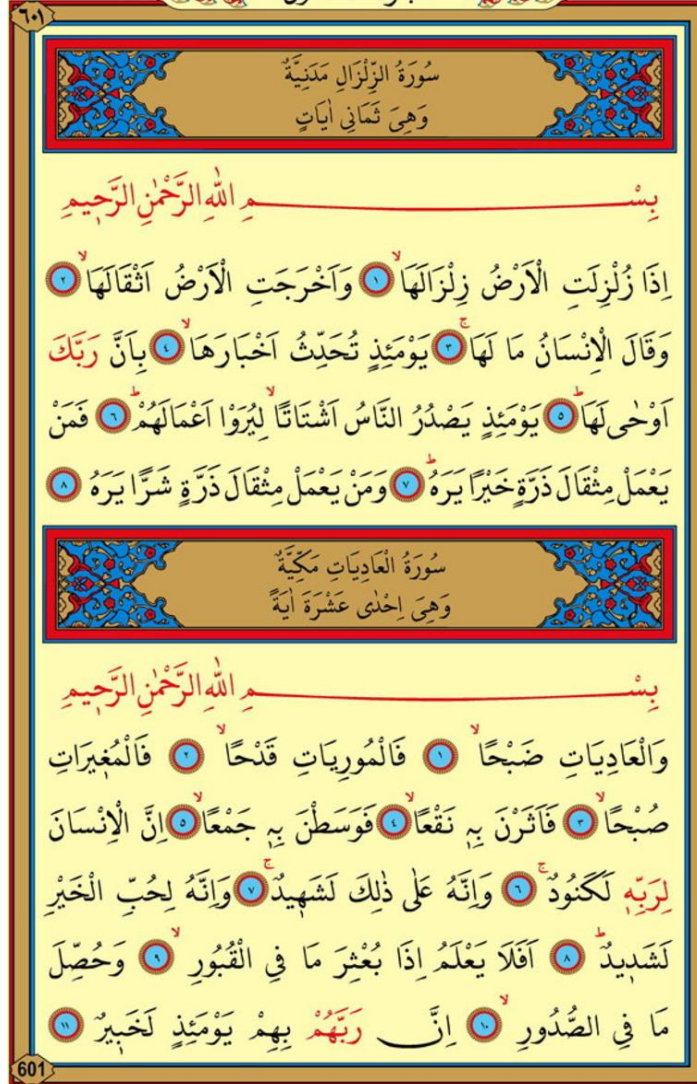 ٦٠١
سُورَةُ الزِّلْزَالِ مَدَنِيَّةٌ
وَهِىَ ثَمَانِى اٰيَاتٍ
بِسْمِ اللّٰهِ الرَّحْمٰنِ الرَّح۪يمِ
اِذَا زُلْزِلَتِ الْاَرْضُ زِلْزَالَهَاۙ ﴿١﴾ وَاَخْرَجَتِ الْاَرْضُ اَثْقَالَهَاۙ ﴿٢﴾
وَقَالَ الْاِنْسَانُ مَا لَهَاۚ ﴿٣﴾ يَوْمَئِذٍ تُحَدِّثُ اَخْبَارَهَاۙ ﴿٤﴾ بِاَنَّ رَبَّكَ
اَوْحٰى لَهَاۜ ﴿٥﴾ يَوْمَئِذٍ يَصْدُرُ النَّاسُ اَشْتَاتًاۙ لِيُرَوْا اَعْمَالَهُمْۜ ﴿٦﴾ فَمَنْ
يَعْمَلْ مِثْقَالَ ذَرَّةٍ خَيْرًا يَرَهُۜ ﴿٧﴾ وَمَنْ يَعْمَلْ مِثْقَالَ ذَرَّةٍ شَرًّا يَرَهُ ﴿٨﴾
سُورَةُ الْعَادِيَاتِ مَكِّيَّةٌ
وَهِىَ اِحْدٰى عَشْرَةَ اٰيَةً
بِسْمِ اللّٰهِ الرَّحْمٰنِ الرَّح۪يمِ
وَالْعَادِيَاتِ ضَبْحًاۙ ﴿١﴾ فَالْمُورِيَاتِ قَدْحًاۙ ﴿٢﴾ فَالْمُغ۪يرَاتِ
صُبْحًاۙ ﴿٣﴾ فَاَثَرْنَ بِه۪ نَقْعًاۙ ﴿٤﴾ فَوَسَطْنَ بِه۪ جَمْعًاۙ ﴿٥﴾ اِنَّ الْاِنْسَانَ
لِرَبِّه۪ لَكَنُودٌۚ ﴿٦﴾ وَاِنَّهُ عَلٰى ذٰلِكَ لَشَه۪يدٌۚ ﴿٧﴾ وَاِنَّهُ لِحُبِّ الْخَيْرِ
لَشَد۪يدٌۜ ﴿٨﴾ اَفَلَا يَعْلَمُ اِذَا بُعْثِرَ مَا فِى الْقُبُورِۙ ﴿٩﴾ وَحُصِّلَ
مَا فِى الصُّدُورِۙ ﴿١٠﴾ اِنَّ رَبَّهُمْ بِهِمْ يَوْمَئِذٍ لَخَب۪يرٌ ﴿١١﴾
601